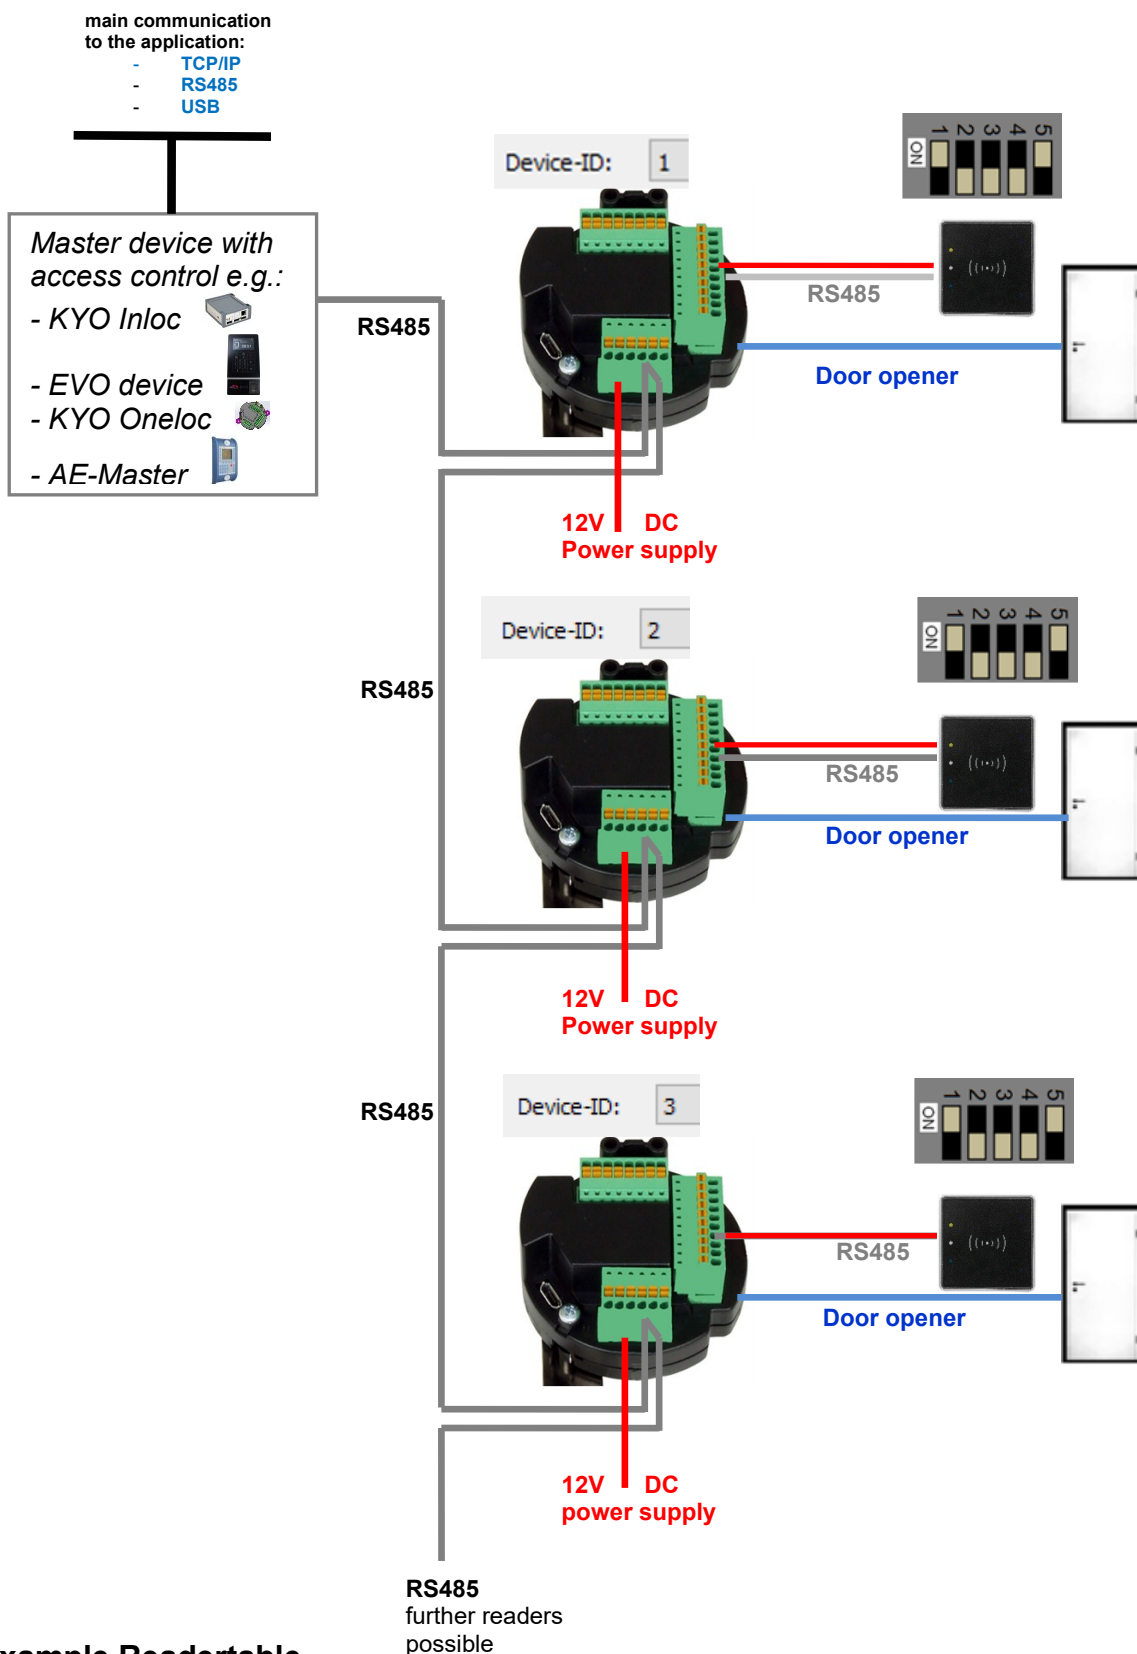 main communication
to the application:
- TCP/IP
- RS485
- USB
Master device with
access control e.g.:
- KYO Inloc
- EVO device
- KYO Oneloc
- AE-Master
RS485
Device-ID: 1
1 2 3 4 5
ON
RS485
Door opener
12V DC
Power supply
RS485
Device-ID: 2
1 2 3 4 5
ON
RS485
Door opener
12V DC
Power supply
RS485
Device-ID: 3
1 2 3 4 5
ON
RS485
Door opener
12V DC
power supply
RS485
further readers
possible